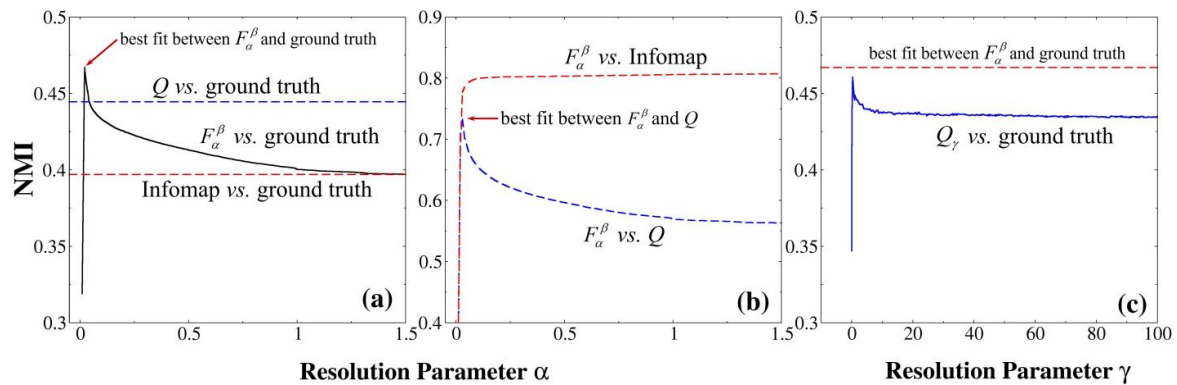 0.5
0.45
0.4
0.35
0.3
NMI
best fit between F_α^β and ground truth
Q vs. ground truth
F_α^β vs. ground truth
Infomap vs. ground truth
(a)
0
0.5
1
1.5
0.9
0.8
0.7
0.6
0.5
0.4
F_α^β vs. Infomap
best fit between F_α^β and Q
F_α^β vs. Q
(b)
0
0.5
1
1.5
Resolution Parameter α
0.5
0.45
0.4
0.35
0.3
best fit between F_α^β and ground truth
Q_γ vs. ground truth
(c)
0
20
40
60
80
100
Resolution Parameter γ